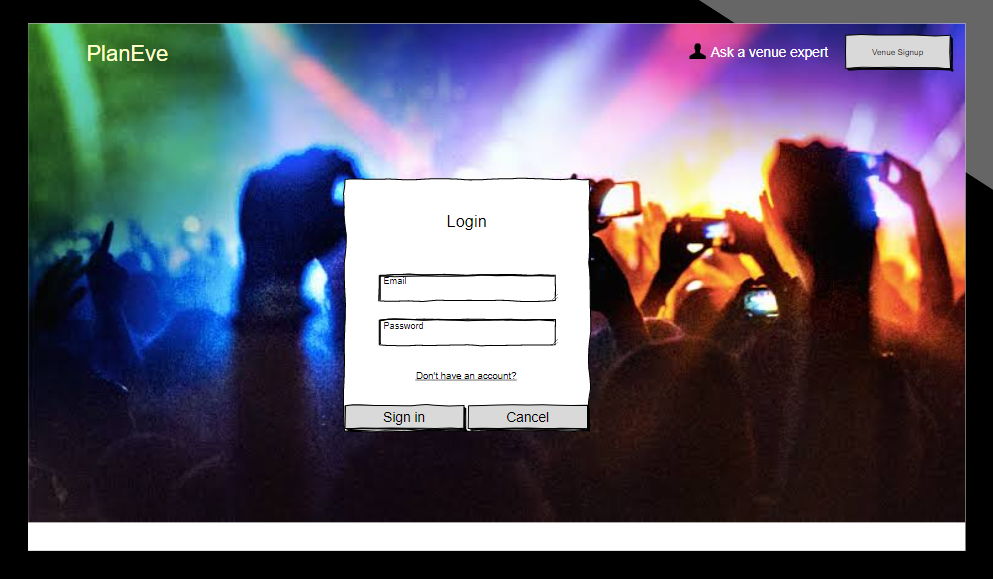 PlanEve
Ask a venue expert
Venue Signup
Login
Email
Password
Don't have an account?
Sign in
Cancel